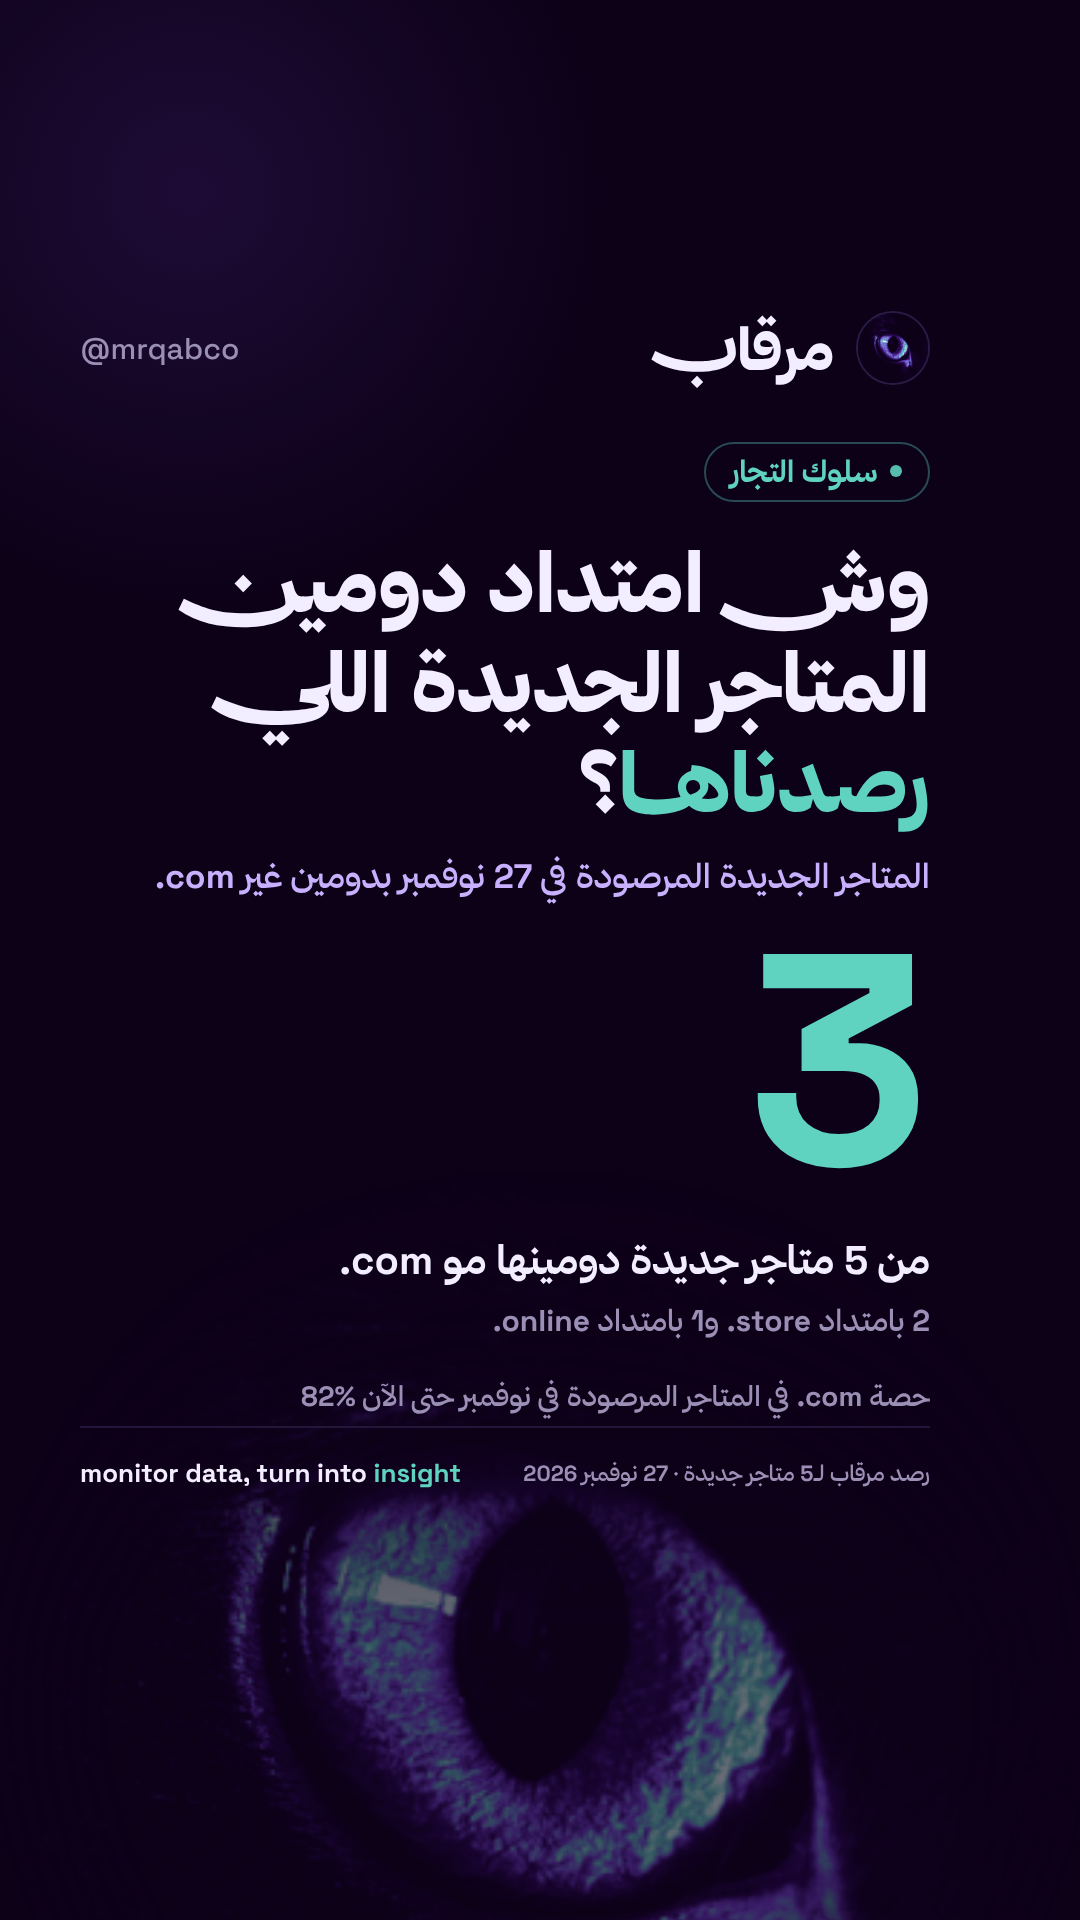 مرقاب
@mrqabco
سلوك التجار
وش امتداد دومين
المتاجر الجديدة اللي
رصدناها؟
المتاجر الجديدة المرصودة في 27 نوفمبر بدومين غير com.
3
من 5 متاجر جديدة دومينها مو com.
2 بامتداد store. و1 بامتداد online.
حصة com. في المتاجر المرصودة في نوفمبر حتى الآن 82%
رصد مرقاب لـ5 متاجر جديدة · 27 نوفمبر 2026
monitor data, turn into insight